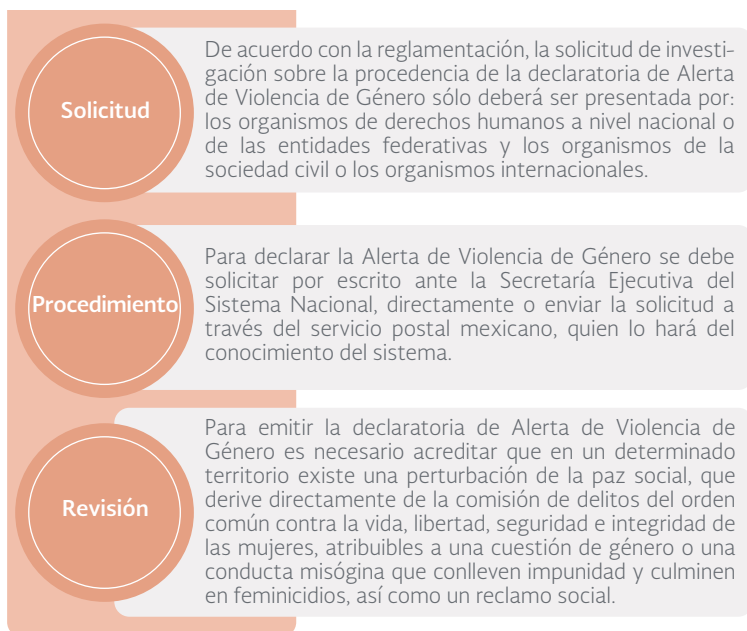 Solicitud
De acuerdo con la reglamentación, la solicitud de investi-
gación sobre la procedencia de la declaratoria de Alerta
de Violencia de Género sólo deberá ser presentada por:
los organismos de derechos humanos a nivel nacional o
de las entidades federativas y los organismos de la
sociedad civil o los organismos internacionales.
Procedimiento
Para declarar la Alerta de Violencia de Género se debe
solicitar por escrito ante la Secretaría Ejecutiva del
Sistema Nacional, directamente o enviar la solicitud a
través del servicio postal mexicano, quien lo hará del
conocimiento del sistema.
Revisión
Para emitir la declaratoria de Alerta de Violencia de
Género es necesario acreditar que en un determinado
territorio existe una perturbación de la paz social, que
derive directamente de la comisión de delitos del orden
común contra la vida, libertad, seguridad e integridad de
las mujeres, atribuibles a una cuestión de género o una
conducta misógina que conlleven impunidad y culminen
en feminicidios, así como un reclamo social.